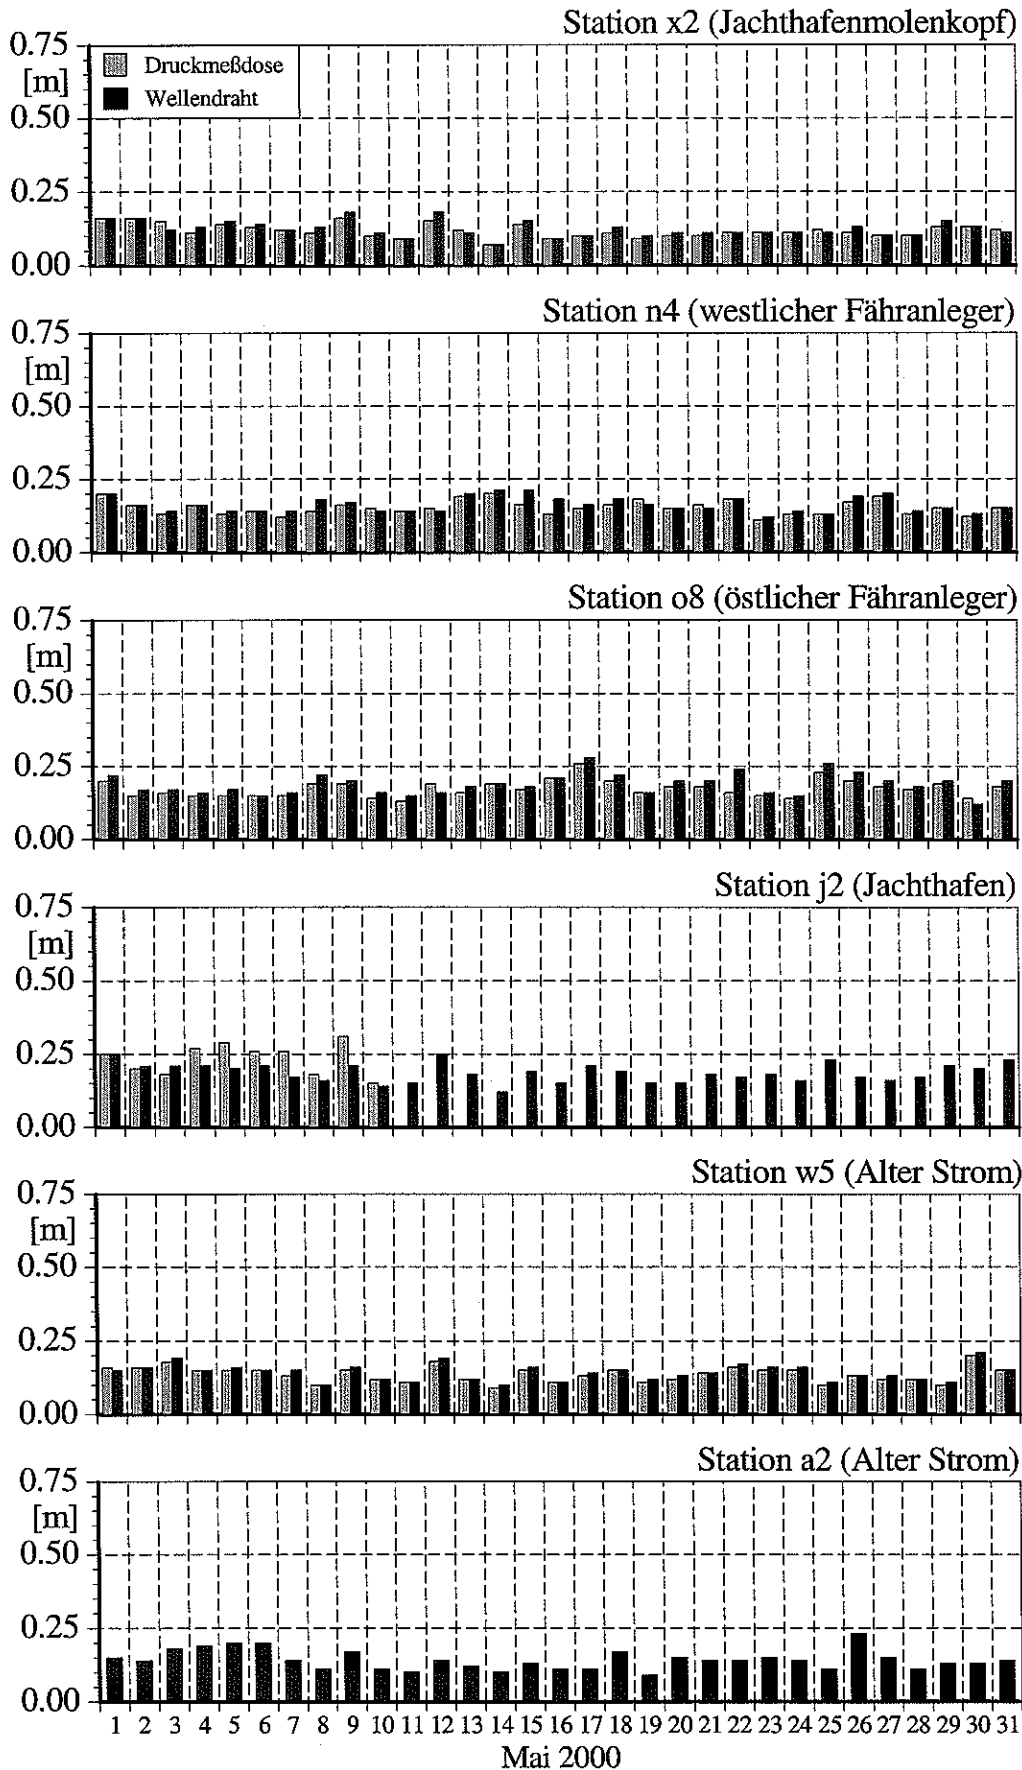 Station x2 (Jachthafenmolenkopf)
0.75
[m]
0.50
0.25
0.00
Druckmeßdose
Wellendraht
Station n4 (westlicher Fähranleger)
0.75
[m]
0.50
0.25
0.00
Station o8 (östlicher Fähranleger)
0.75
[m]
0.50
0.25
0.00
Station j2 (Jachthafen)
0.75
[m]
0.50
0.25
0.00
Station w5 (Alter Strom)
0.75
[m]
0.50
0.25
0.00
Station a2 (Alter Strom)
0.75
[m]
0.50
0.25
0.00
1 2 3 4 5 6 7 8 9 10 11 12 13 14 15 16 17 18 19 20 21 22 23 24 25 26 27 28 29 30 31
Mai 2000